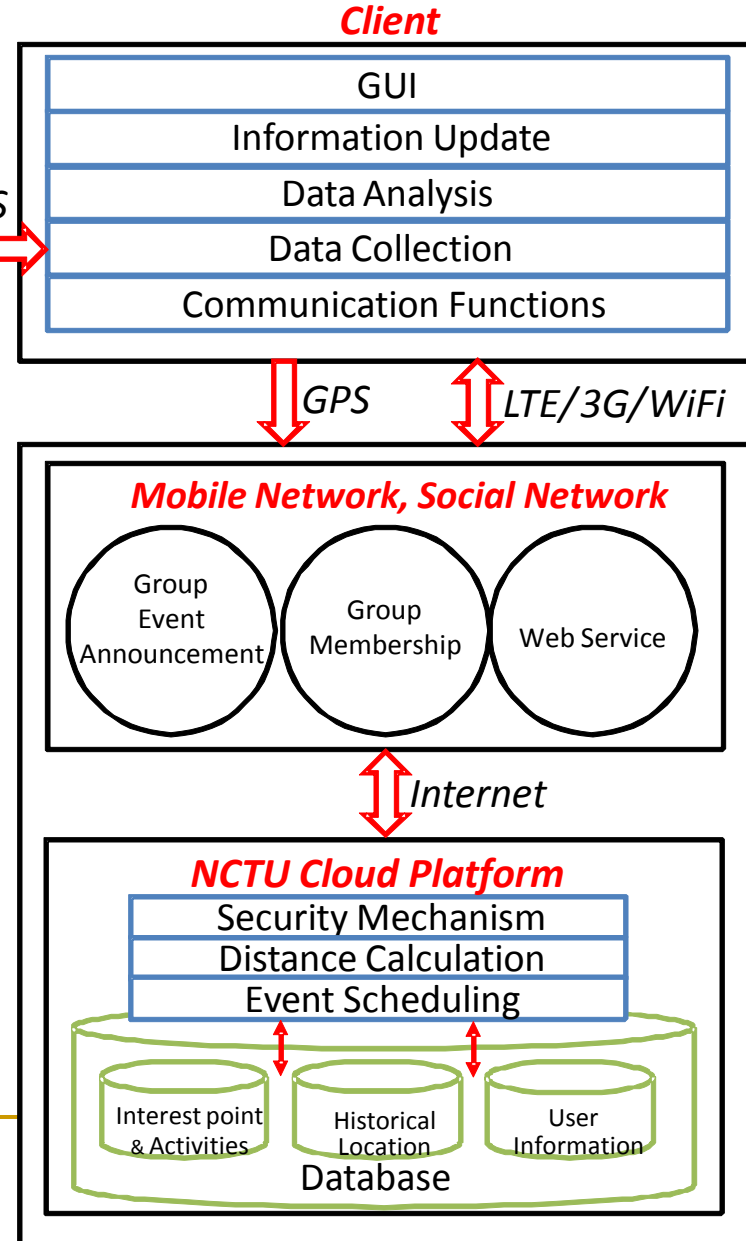 Client
GUI
Information Update
Data Analysis
S
Data Collection
Communication Functions
GPS
LTE/3G/WiFi
Mobile Network, Social Network
Group
Event
Announcement
Group
Membership
Web Service
Internet
NCTU Cloud Platform
Security Mechanism
Distance Calculation
Event Scheduling
Interest point
& Activities
Historical
Location
User
Information
Database